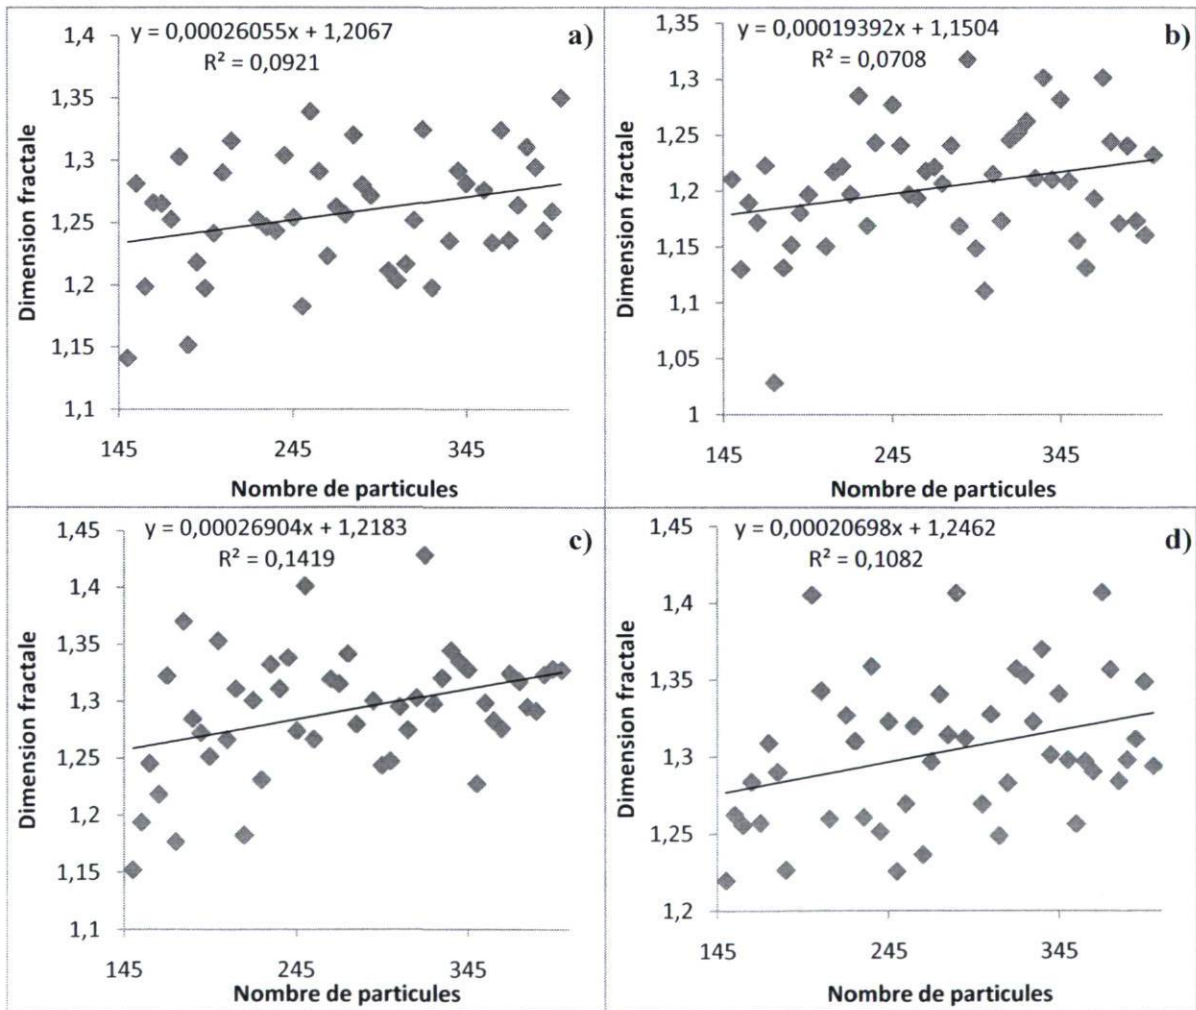 y = 0,00026055x + 1,2067
R² = 0,0921
a)
1,4
1,35
1,3
1,25
1,2
1,15
1,1
Dimension fractale
145
245
345
Nombre de particules
y = 0,00019392x + 1,1504
R² = 0,0708
b)
1,35
1,3
1,25
1,2
1,15
1,1
1,05
1
Dimension fractale
145
245
345
Nombre de particules
y = 0,00026904x + 1,2183
R² = 0,1419
c)
1,45
1,4
1,35
1,3
1,25
1,2
1,15
1,1
Dimension fractale
145
245
345
Nombre de particules
y = 0,00020698x + 1,2462
R² = 0,1082
d)
1,45
1,4
1,35
1,3
1,25
1,2
Dimension fractale
145
245
345
Nombre de particules